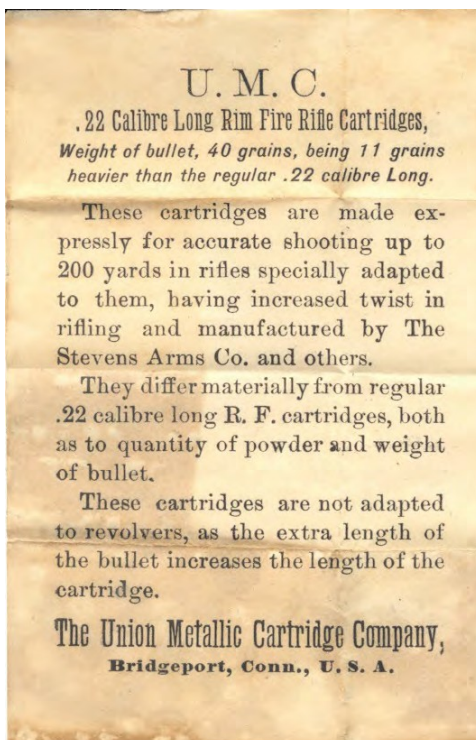 U. M. C.
.22 Calibre Long Rim Fire Rifle Cartridges,
Weight of bullet, 40 grains, being 11 grains
heavier than the regular .22 calibre Long.
These cartridges are made ex-
pressly for accurate shooting up to
200 yards in rifles specially adapted
to them, having increased twist in
rifling and manufactured by The
Stevens Arms Co. and others.
They differ materially from regular
.22 calibre long R. F. cartridges, both
as to quantity of powder and weight
of bullet.
These cartridges are not adapted
to revolvers, as the extra length of
the bullet increases the length of the
cartridge.
The Union Metallic Cartridge Company,
Bridgeport, Conn., U. S. A.